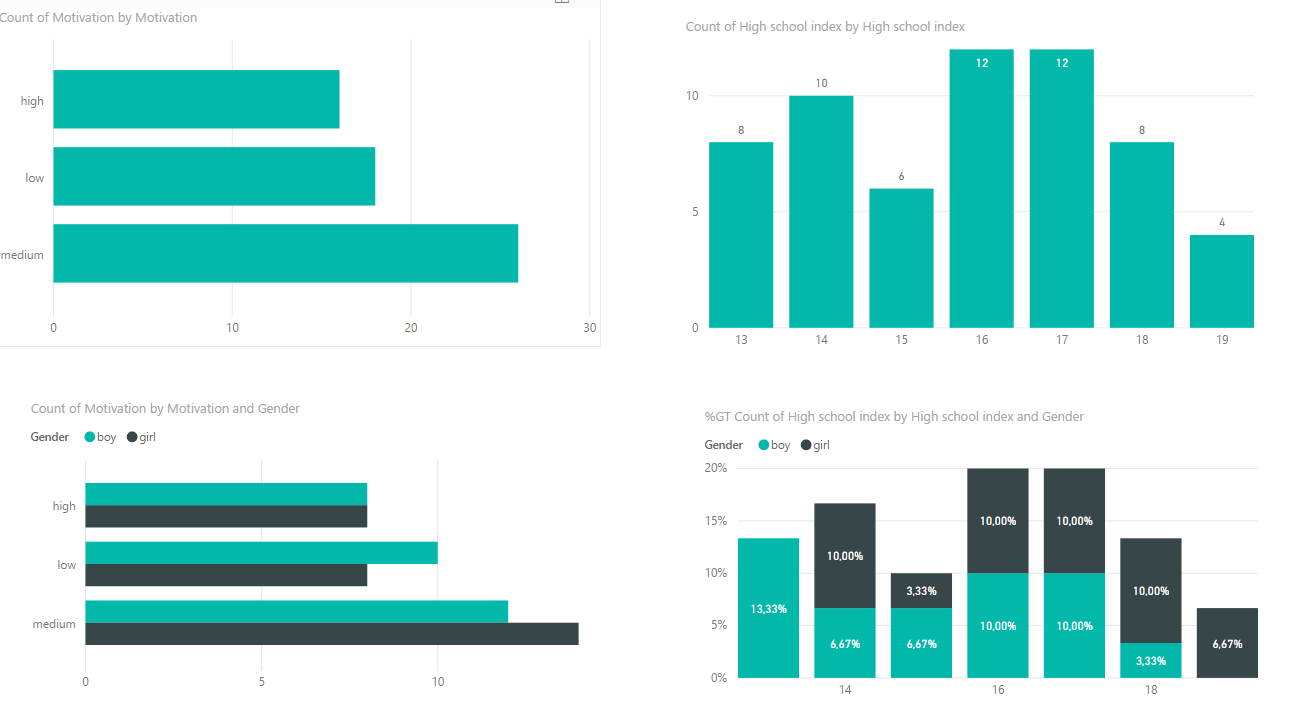 Count of Motivation by Motivation
high
low
medium
0 10 20 30
Count of High school index by High school index
10
5
0
8
10
6
12
12
8
4
13 14 15 16 17 18 19
Count of Motivation by Motivation and Gender
Gender boy girl
high
low
medium
0 5 10
%GT Count of High school index by High school index and Gender
Gender boy girl
20%
15%
10%
5%
0%
13,33%
10,00%
6,67%
3,33%
6,67%
10,00%
10,00%
10,00%
10,00%
10,00%
3,33%
6,67%
14 16 18